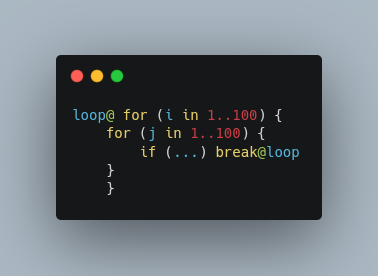 loop@ for (i in 1..100) {
    for (j in 1..100) {
        if (...) break@loop
    }
    }